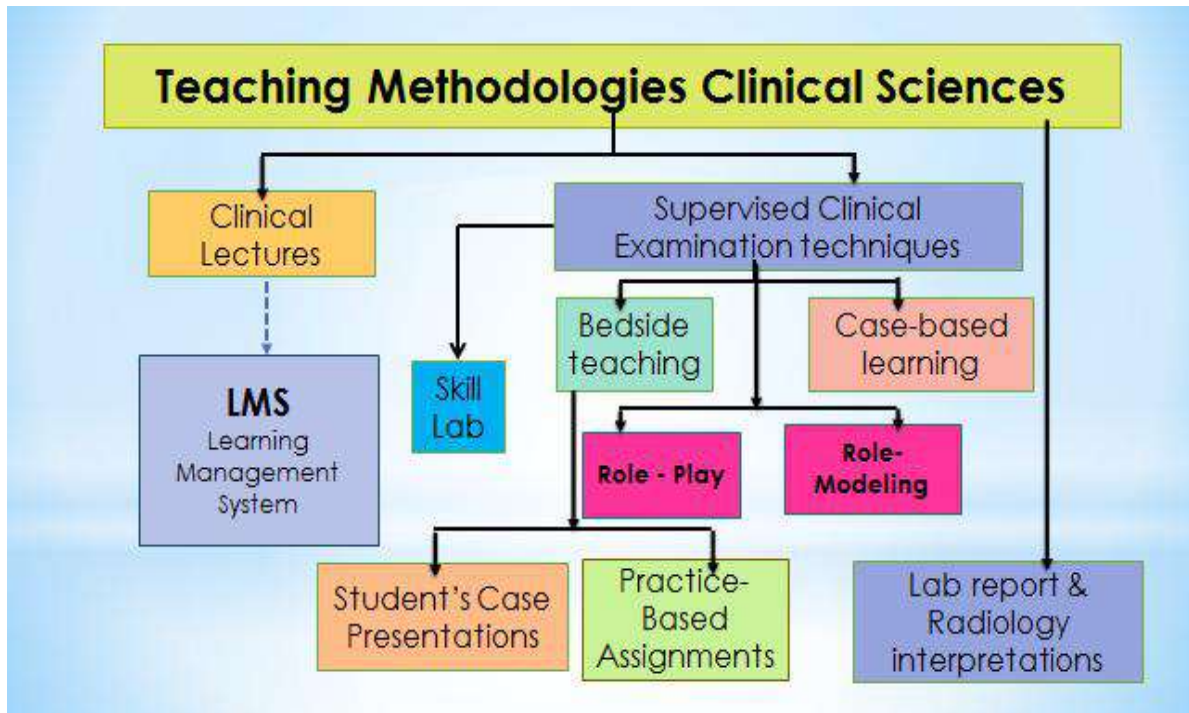 Teaching Methodologies Clinical Sciences
Clinical
Lectures
Supervised Clinical
Examination techniques
Bedside
teaching
Case-based
learning
LMS
Learning
Management
System
Skill
Lab
Role - Play
Role-
Modeling
Student’s Case
Presentations
Practice-
Based
Assignments
Lab report &
Radiology
interpretations